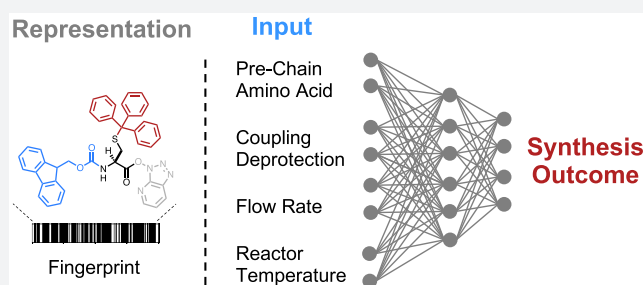 Representation
Input
Pre-Chain
Amino Acid
Coupling
Deprotection
Flow Rate
Reactor
Temperature
Synthesis
Outcome
S
H
O
O
N
H
O
O
N
N
N
N
Fingerprint